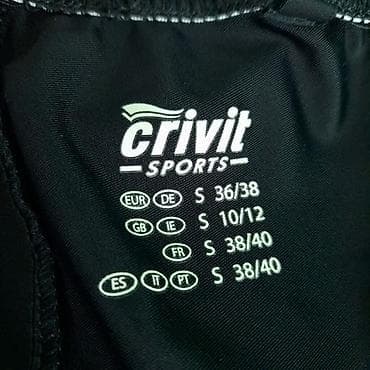 crivit
SPORTS
EUR DE S 36/38
GB IE S 10/12
FR S 38/40
ES IT PT S 38/40